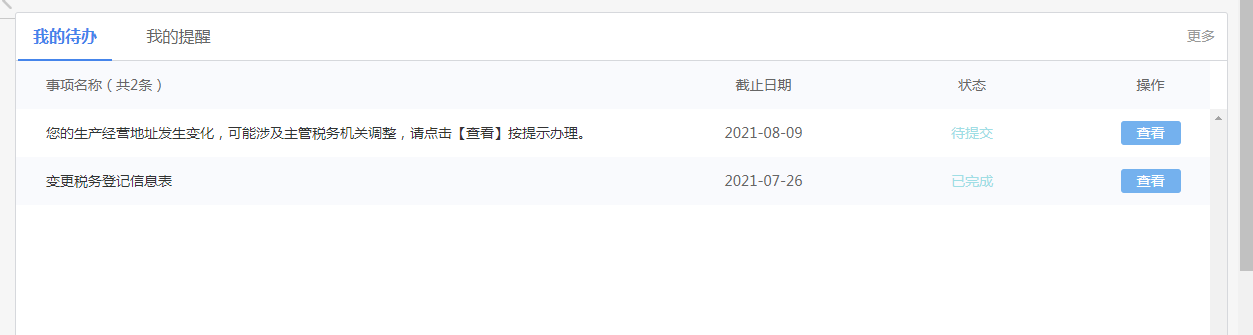 我的待办 我的提醒 更多
事项名称（共2条） 截止日期 状态 操作
您的生产经营地址发生变化，可能涉及主管税务机关调整，请点击【查看】按提示办理。 2021-08-09 待提交 查看
变更税务登记信息表 2021-07-26 已完成 查看